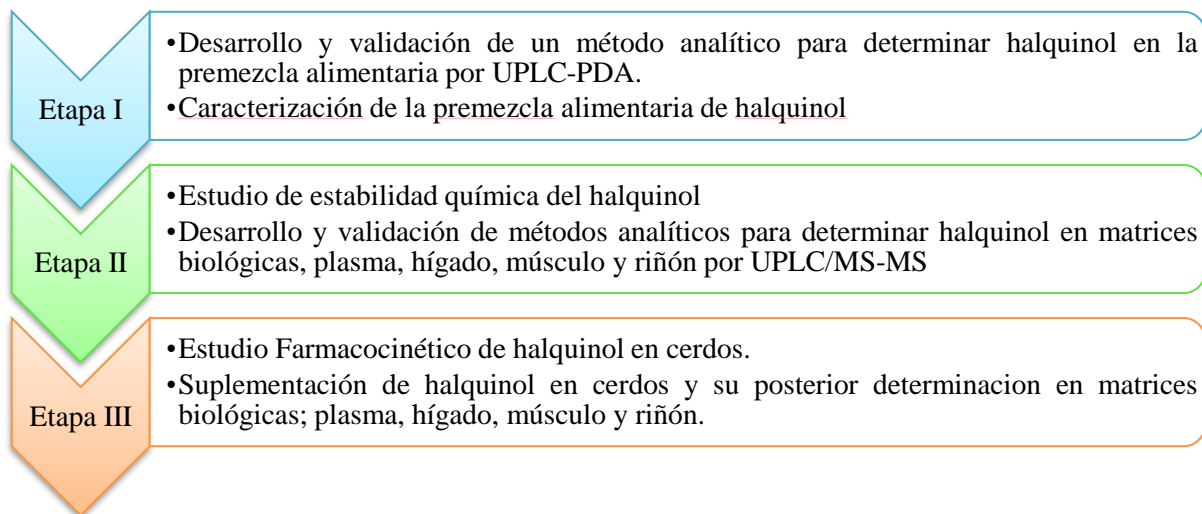 Etapa I
•Desarrollo y validación de un método analítico para determinar halquinol en la
premezcla alimentaria por UPLC-PDA.
•Caracterización de la premezcla alimentaria de halquinol
Etapa II
•Estudio de estabilidad química del halquinol
•Desarrollo y validación de métodos analíticos para determinar halquinol en matrices
biológicas, plasma, hígado, músculo y riñón por UPLC/MS-MS
Etapa III
•Estudio Farmacocinético de halquinol en cerdos.
•Suplementación de halquinol en cerdos y su posterior determinacion en matrices
biológicas; plasma, hígado, músculo y riñón.